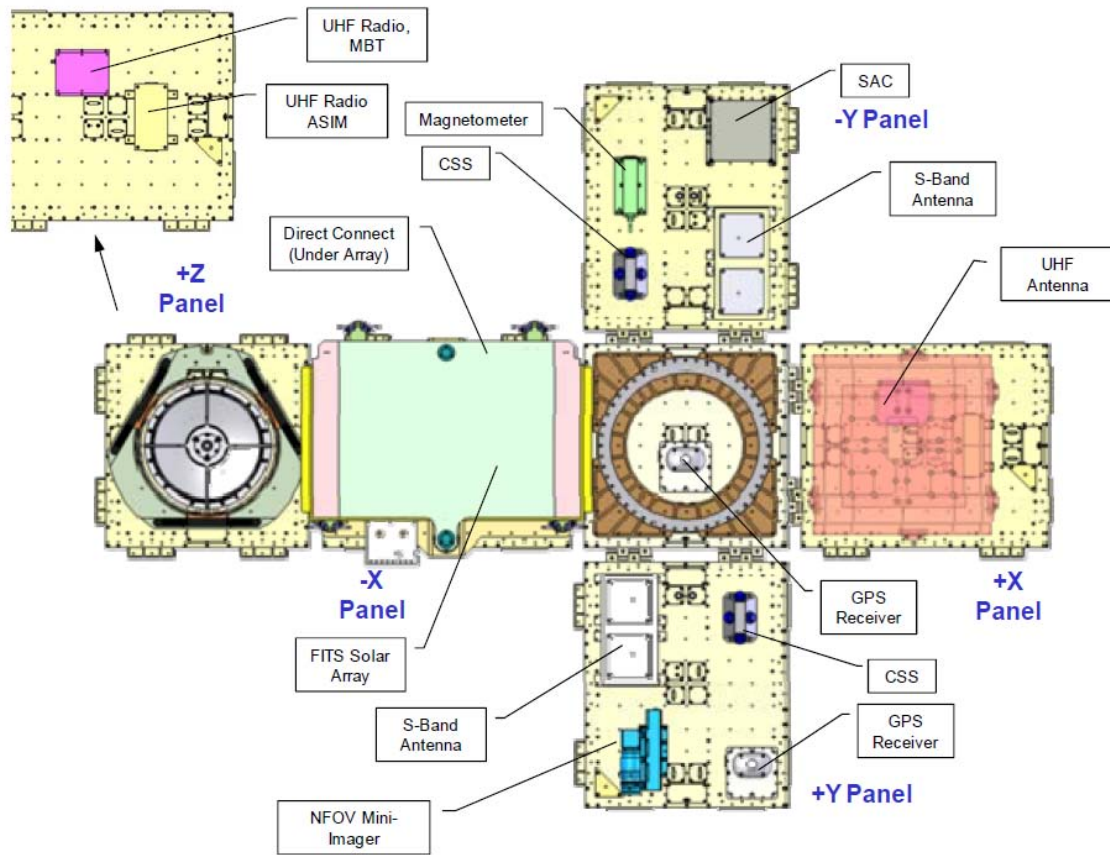 UHF Radio,
MBT
UHF Radio
ASIM
SAC
-Y Panel
Magnetometer
CSS
S-Band
Antenna
Direct Connect
(Under Array)
UHF
Antenna
+Z
Panel
-X
Panel
+X
Panel
GPS
Receiver
FITS Solar
Array
CSS
S-Band
Antenna
GPS
Receiver
NFOV Mini-
Imager
+Y Panel